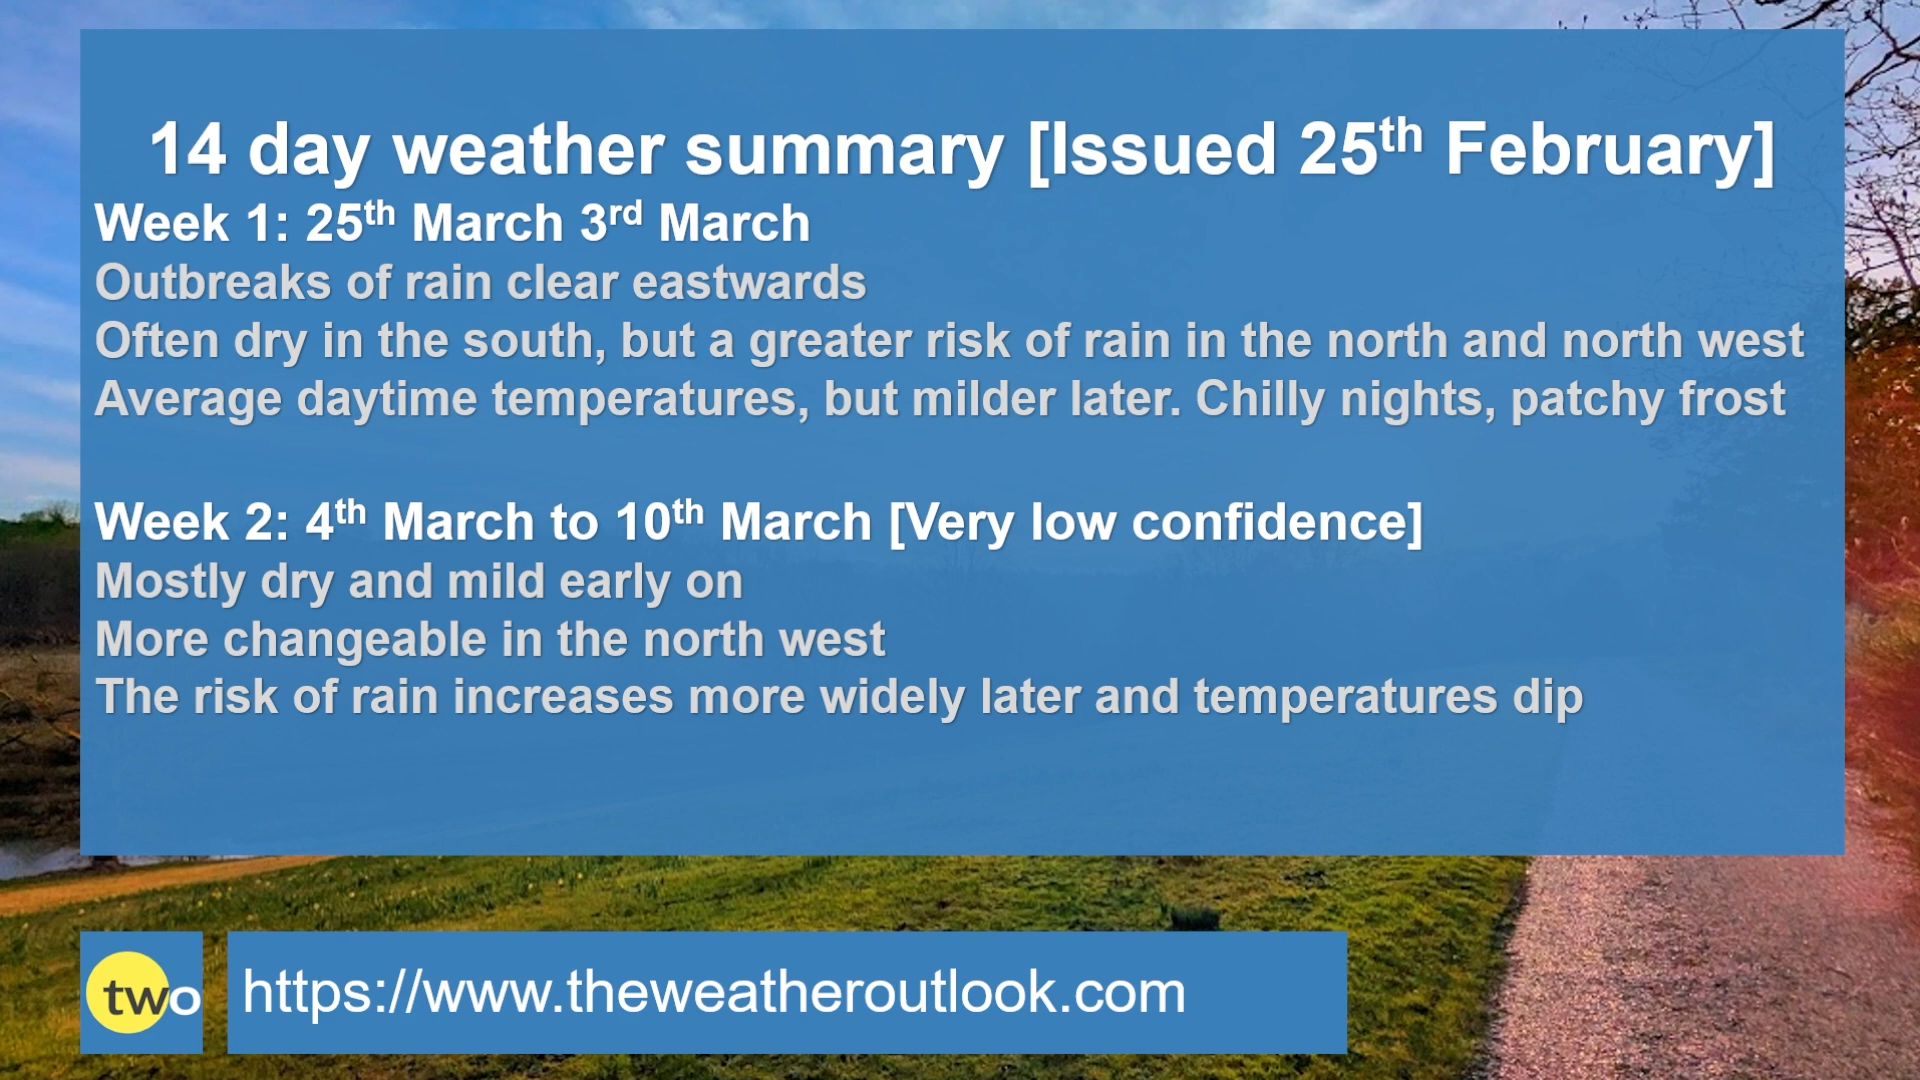 14 day weather summary [Issued 25th February]
Week 1: 25th March 3rd March
Outbreaks of rain clear eastwards
Often dry in the south, but a greater risk of rain in the north and north west
Average daytime temperatures, but milder later. Chilly nights, patchy frost
Week 2: 4th March to 10th March [Very low confidence]
Mostly dry and mild early on
More changeable in the north west
The risk of rain increases more widely later and temperatures dip
two
https://www.theweatheroutlook.com